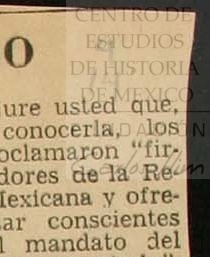 CENTRO DE
ESTUDIOS
DE HISTORIA
DE MEXICO
O
jure usted que,
conocerla, los
oclamaron "fir-
dores de la Re-
Mexicana y ofre-
ar conscientes
l mandato del